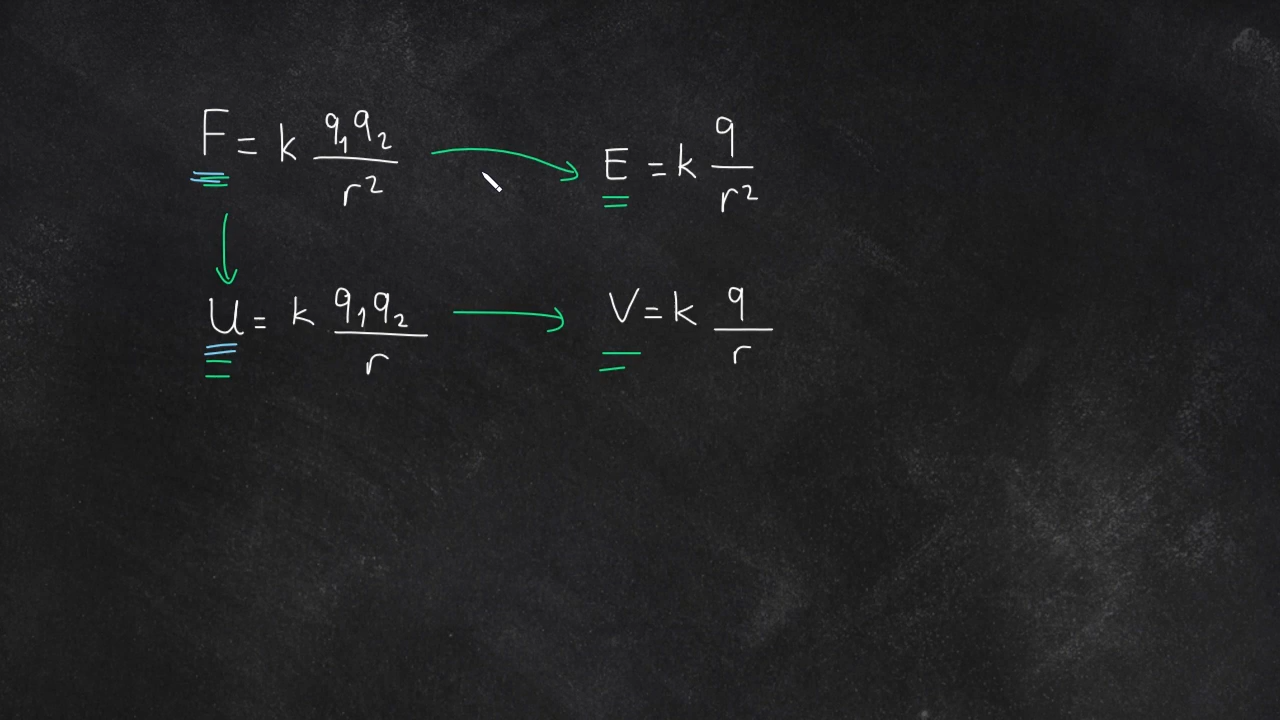 F = k q₁q₂ / r² → E = k q / r²
↓
U = k q₁q₂ / r → V = k q / r